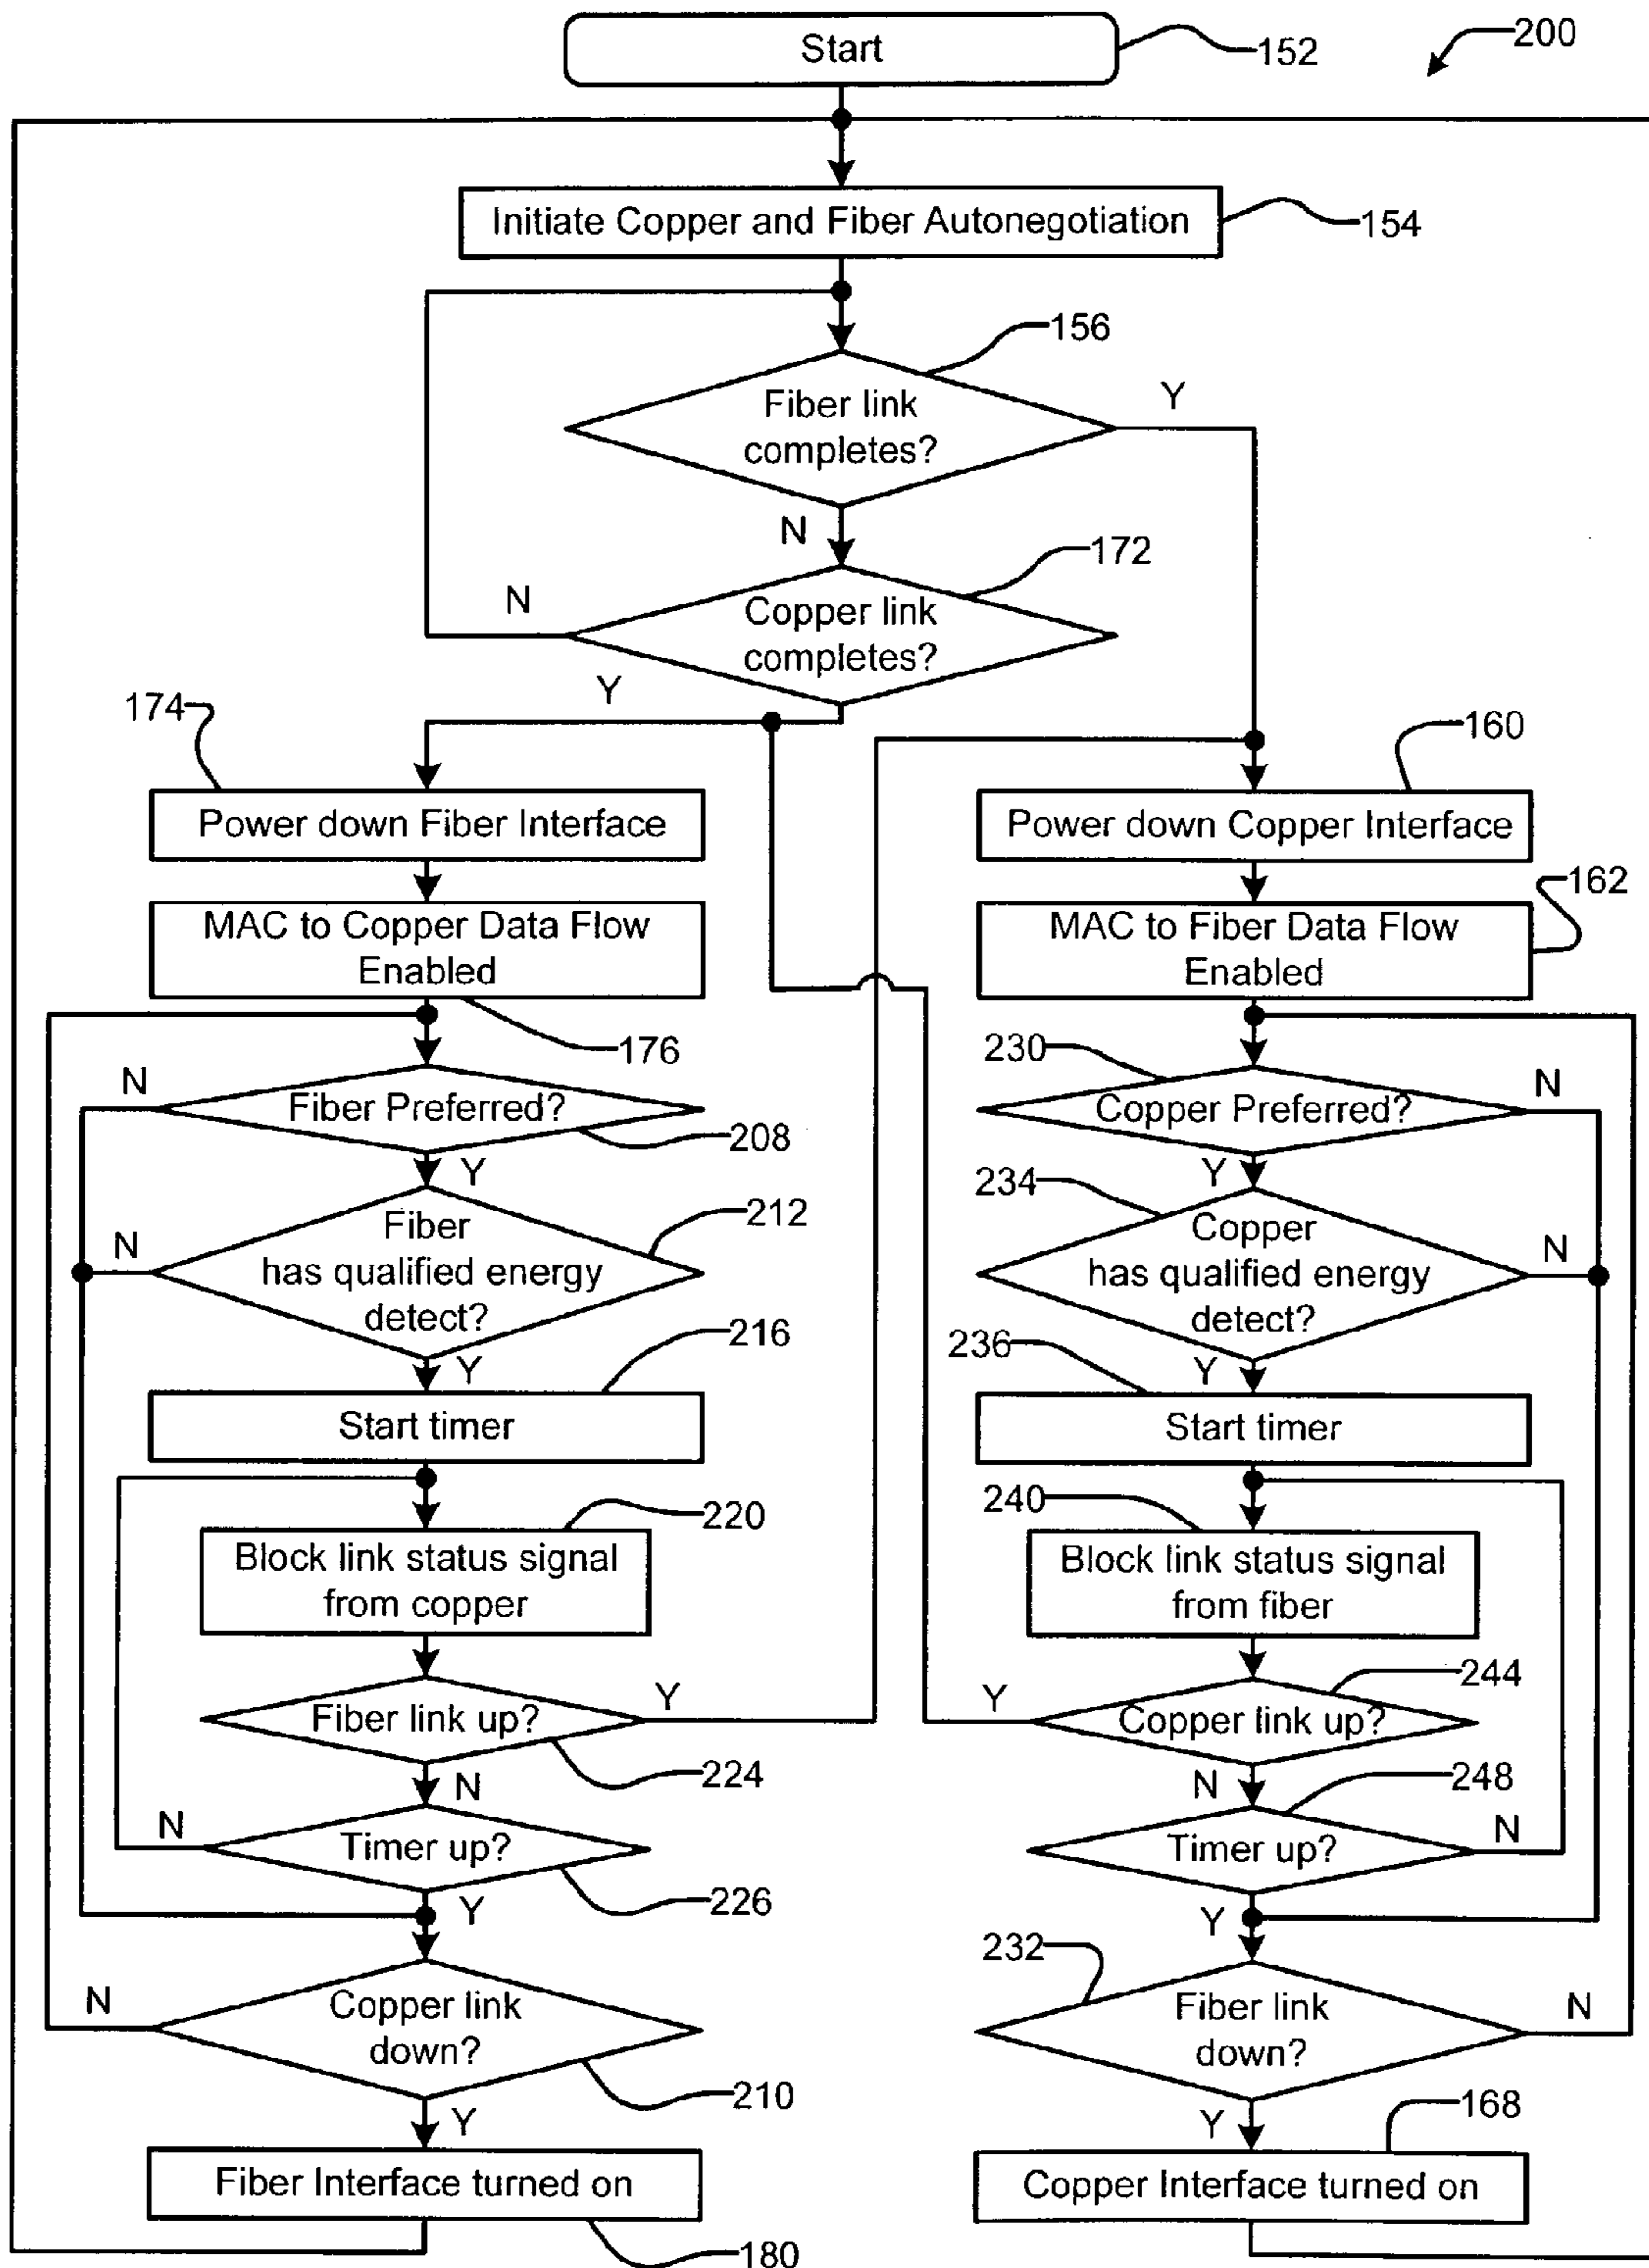 Start
152
200
Initiate Copper and Fiber Autonegotiation
154
156
Fiber link
completes?
Y
N
172
Copper link
completes?
N
Y
174
160
Power down Fiber Interface
Power down Copper Interface
162
MAC to Copper Data Flow
Enabled
MAC to Fiber Data Flow
Enabled
176
230
N
Fiber Preferred?
208
Y
Copper Preferred?
N
Y
234
212
Fiber
has qualified energy
detect?
N
Y
Copper
has qualified energy
detect?
N
Y
216
236
Start timer
Start timer
220
240
Block link status signal
from copper
Block link status signal
from fiber
244
Fiber link up?
Y
224
N
Y
Copper link up?
N
248
N
Timer up?
226
Y
Timer up?
N
Y
232
N
Copper link
down?
210
Y
Fiber link
down?
N
Y
168
Fiber Interface turned on
Copper Interface turned on
180